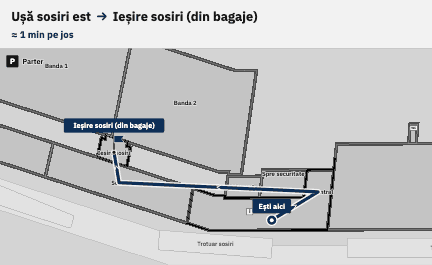 Ușă sosiri est → Ieșire sosiri (din bagaje)
≈ 1 min pe jos
P Parter
Banda 1
Banda 2
Ieșire sosiri (din bagaje)
Spre securitate
Ești aici
Trotuar sosiri